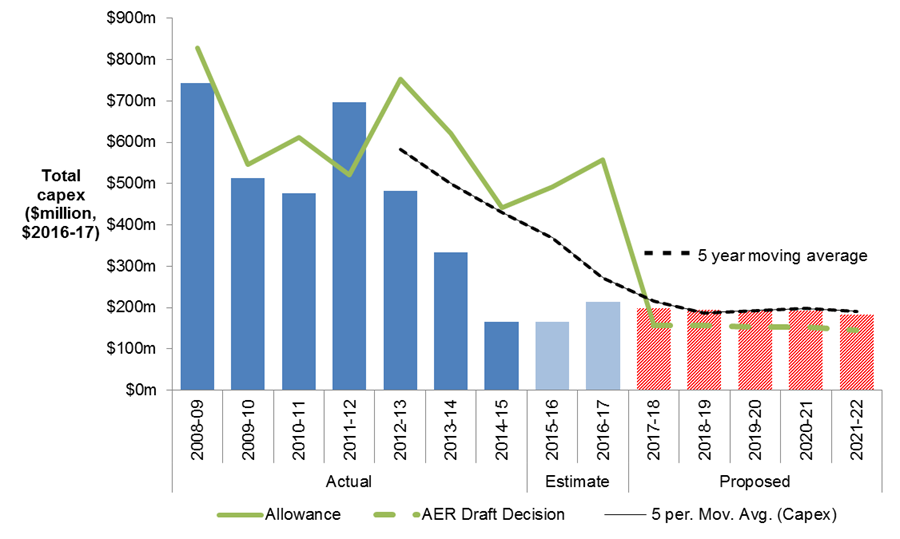 $900m
$800m
$700m
$600m
$500m
$400m
$300m
$200m
$100m
$0m
Total
capex
($million,
$2016-17)
5 year moving average
2008-09
2009-10
2010-11
2011-12
2012-13
2013-14
2014-15
2015-16
2016-17
2017-18
2018-19
2019-20
2020-21
2021-22
Actual
Estimate
Proposed
Allowance
AER Draft Decision
5 per. Mov. Avg. (Capex)